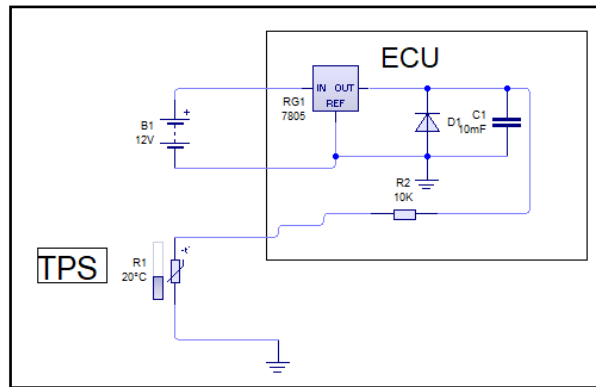 ECU
IN OUT
REF
RG1
7805
+
B1
12V
D1
C1
10mF
R2
10K
TPS
R1
20°C
-t°